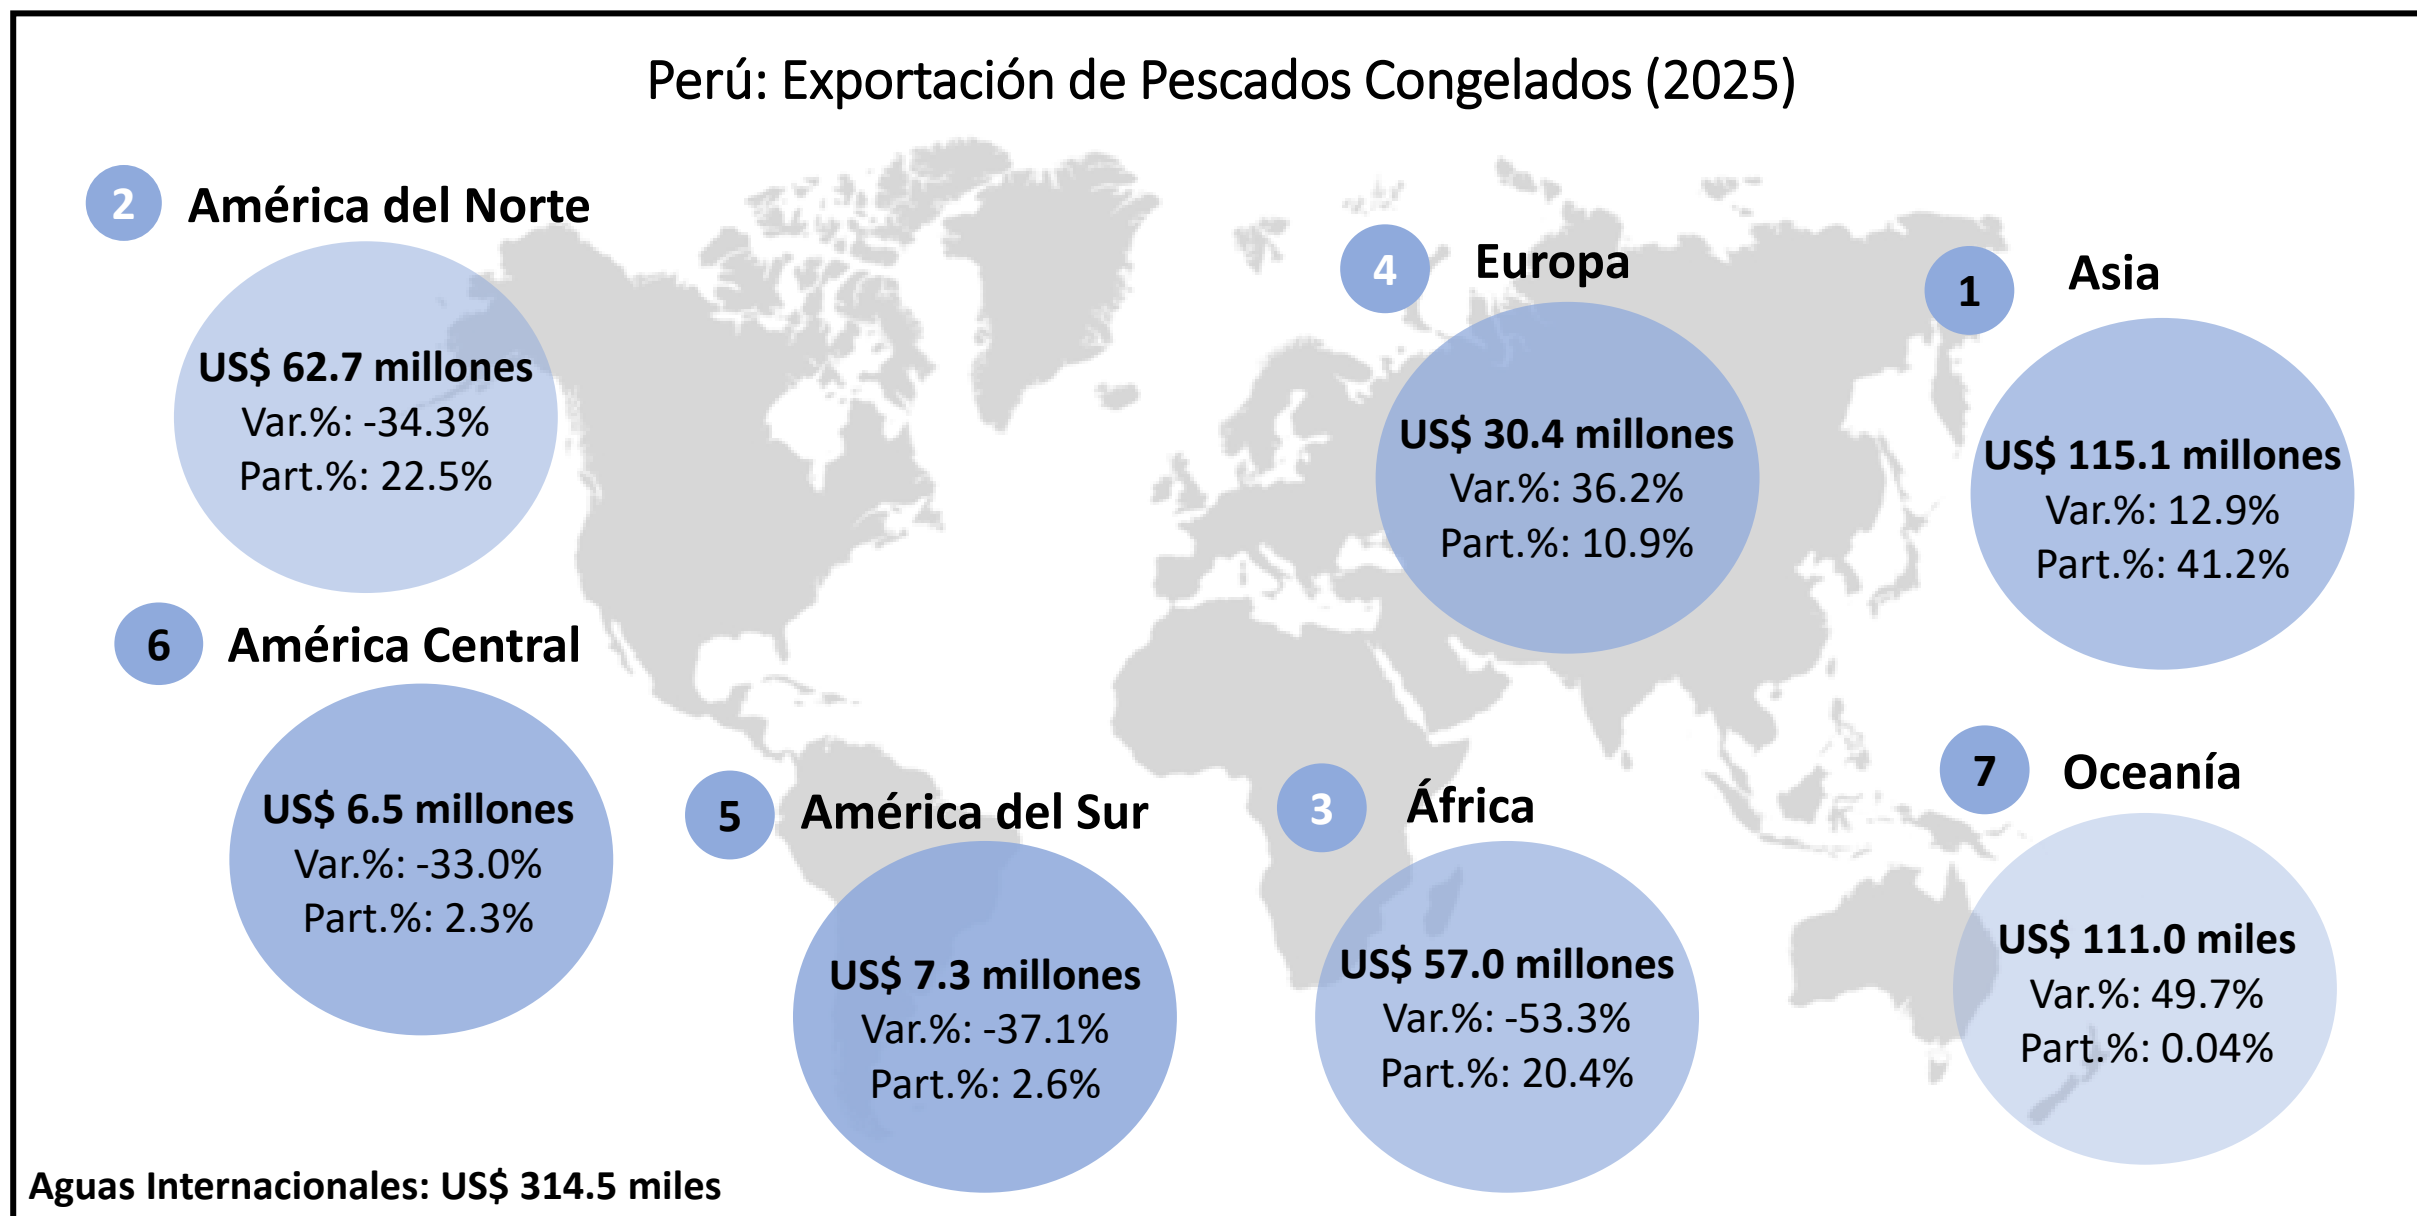 Perú: Exportación de Pescados Congelados (2025)
2
América del Norte
US$ 62.7 millones
Var.%: -34.3%
Part.%: 22.5%
4
Europa
US$ 30.4 millones
Var.%: 36.2%
Part.%: 10.9%
1
Asia
US$ 115.1 millones
Var.%: 12.9%
Part.%: 41.2%
6
América Central
US$ 6.5 millones
Var.%: -33.0%
Part.%: 2.3%
5
América del Sur
US$ 7.3 millones
Var.%: -37.1%
Part.%: 2.6%
3
África
US$ 57.0 millones
Var.%: -53.3%
Part.%: 20.4%
7
Oceanía
US$ 111.0 miles
Var.%: 49.7%
Part.%: 0.04%
Aguas Internacionales: US$ 314.5 miles